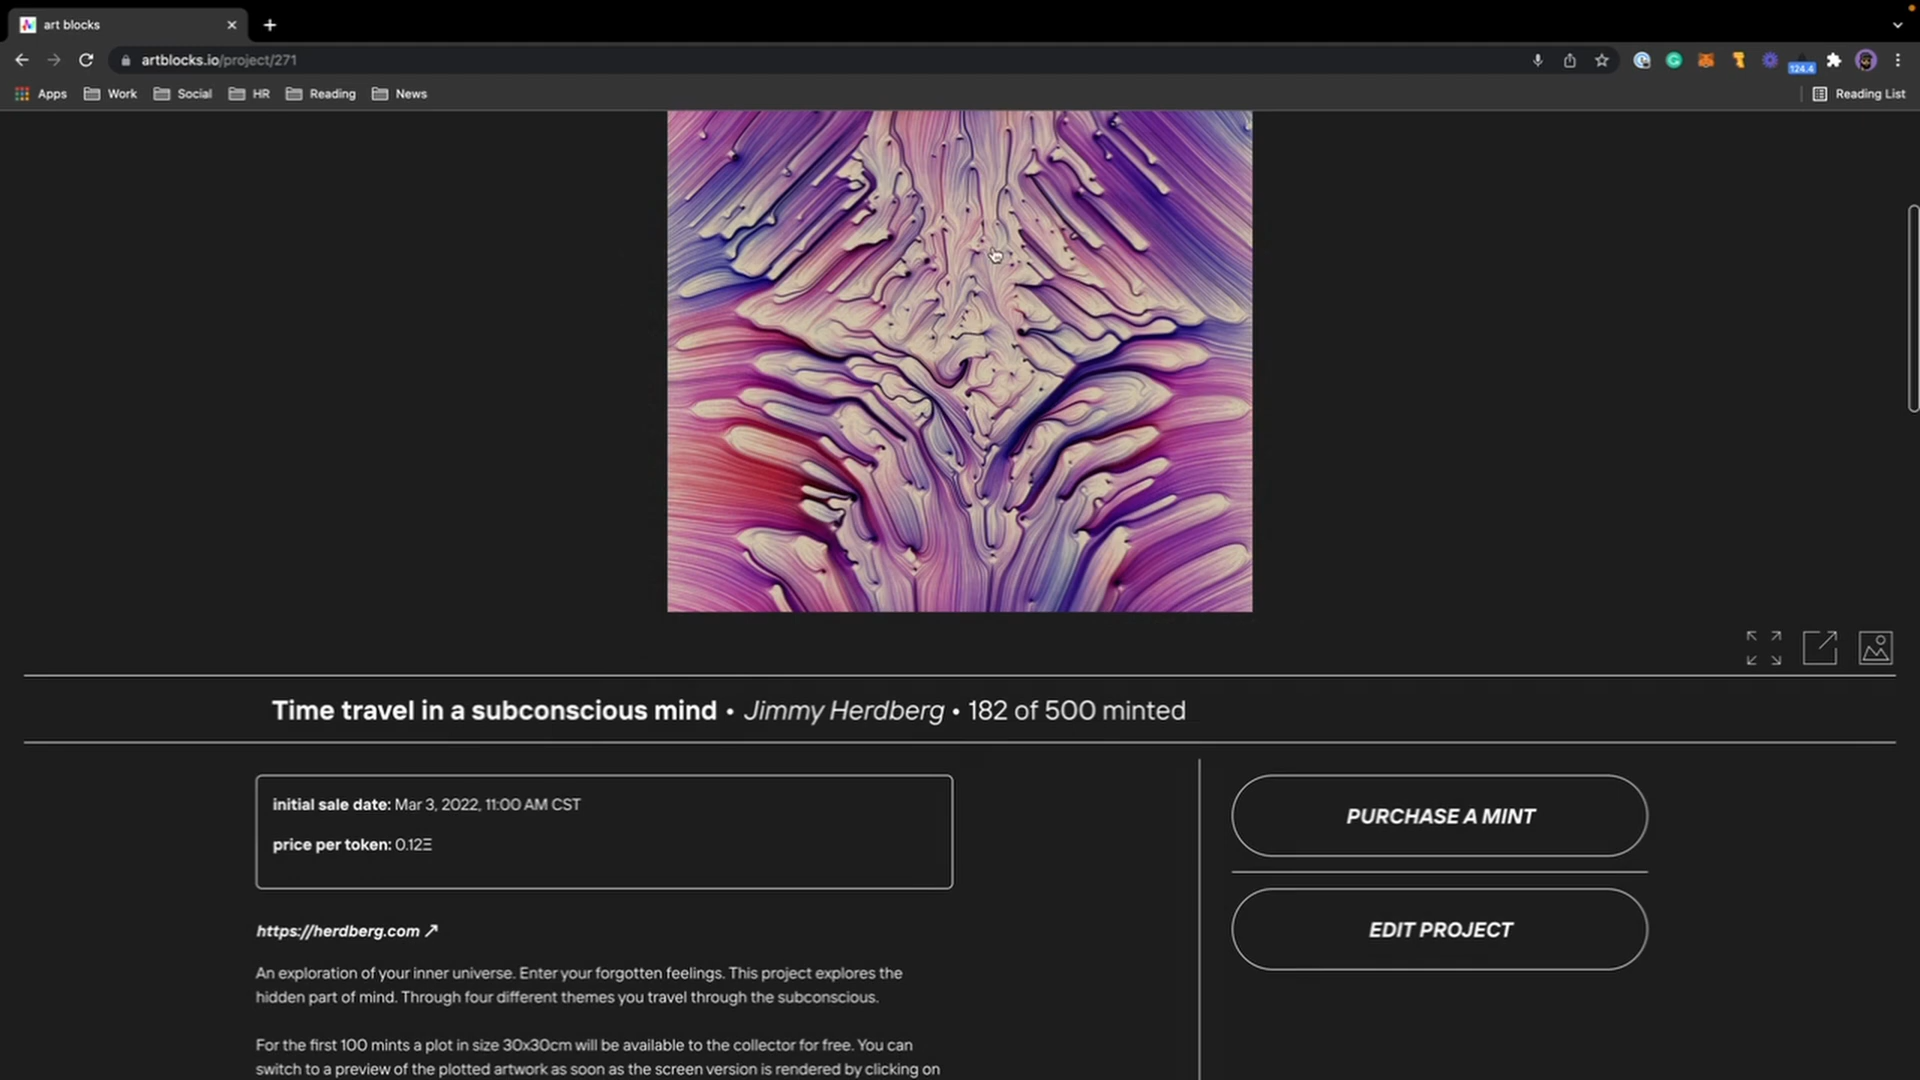 art blocks
artblocks.io/project/271
124.4
Apps Work Social HR Reading News Reading List
Time travel in a subconscious mind • Jimmy Herdberg • 182 of 500 minted
initial sale date: Mar 3, 2022, 11:00 AM CST
price per token: 0.12Ξ
PURCHASE A MINT
EDIT PROJECT
https://herdberg.com ↗
An exploration of your inner universe. Enter your forgotten feelings. This project explores the
hidden part of mind. Through four different themes you travel through the subconscious.
For the first 100 mints a plot in size 30x30cm will be available to the collector for free. You can
switch to a preview of the plotted artwork as soon as the screen version is rendered by clicking on